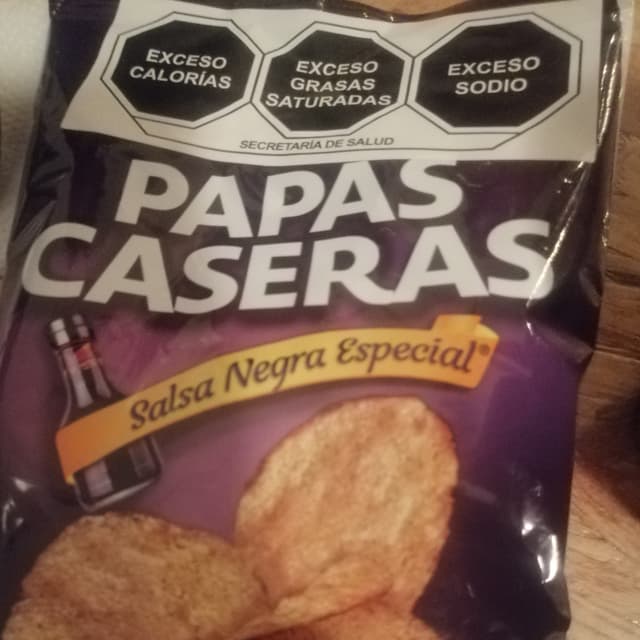 EXCESO
CALORÍAS
EXCESO
GRASAS
SATURADAS
EXCESO
SODIO
SECRETARÍA DE SALUD
PAPAS
CASERAS
Salsa Negra Especial®